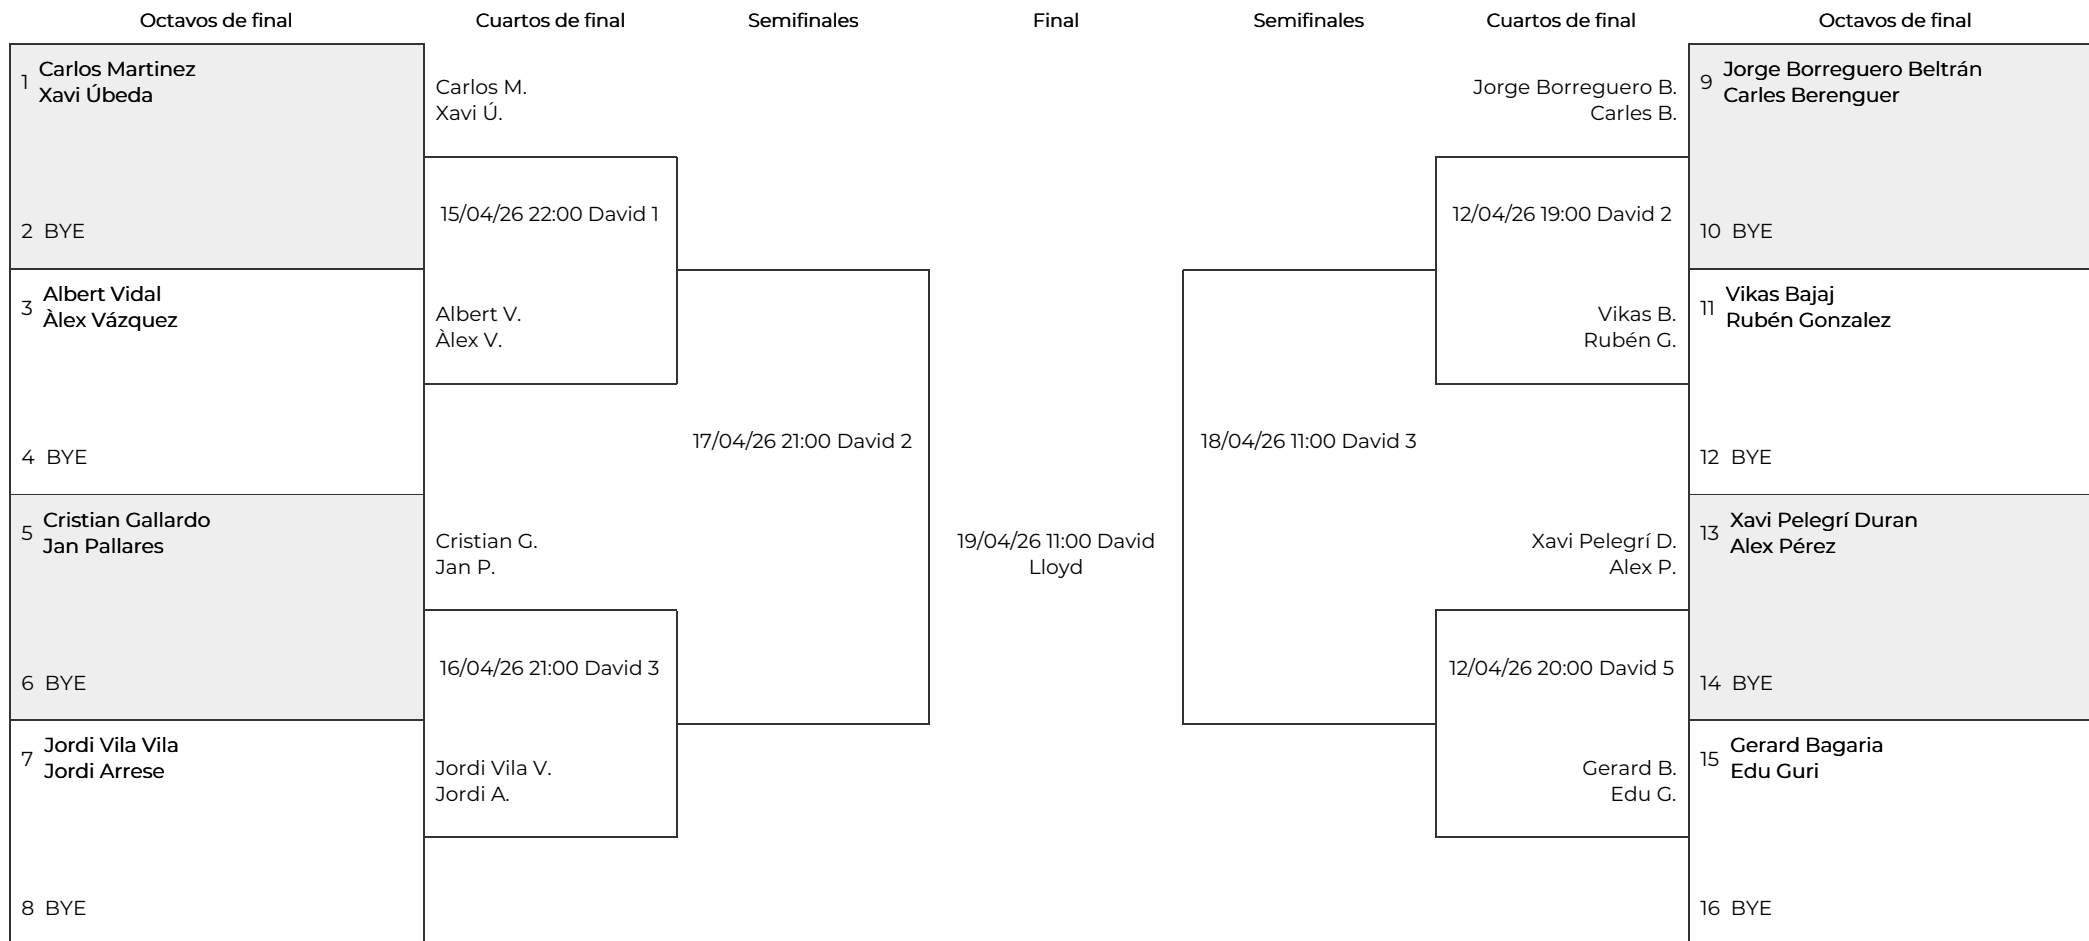 Octavos de final
Cuartos de final
Semifinales
Final
Semifinales
Cuartos de final
Octavos de final
1 Carlos Martinez
Xavi Úbeda
2 BYE
3 Albert Vidal
Àlex Vázquez
4 BYE
5 Cristian Gallardo
Jan Pallares
6 BYE
7 Jordi Vila Vila
Jordi Arrese
8 BYE
Carlos M.
Xavi Ú.
15/04/26 22:00 David 1
Albert V.
Àlex V.
Cristian G.
Jan P.
16/04/26 21:00 David 3
Jordi Vila V.
Jordi A.
17/04/26 21:00 David 2
19/04/26 11:00 David
Lloyd
18/04/26 11:00 David 3
Jorge Borreguero B.
Carles B.
12/04/26 19:00 David 2
Vikas B.
Rubén G.
Xavi Pelegrí D.
Alex P.
12/04/26 20:00 David 5
Gerard B.
Edu G.
9 Jorge Borreguero Beltrán
Carles Berenguer
10 BYE
11 Vikas Bajaj
Rubén Gonzalez
12 BYE
13 Xavi Pelegrí Duran
Alex Pérez
14 BYE
15 Gerard Bagaria
Edu Guri
16 BYE